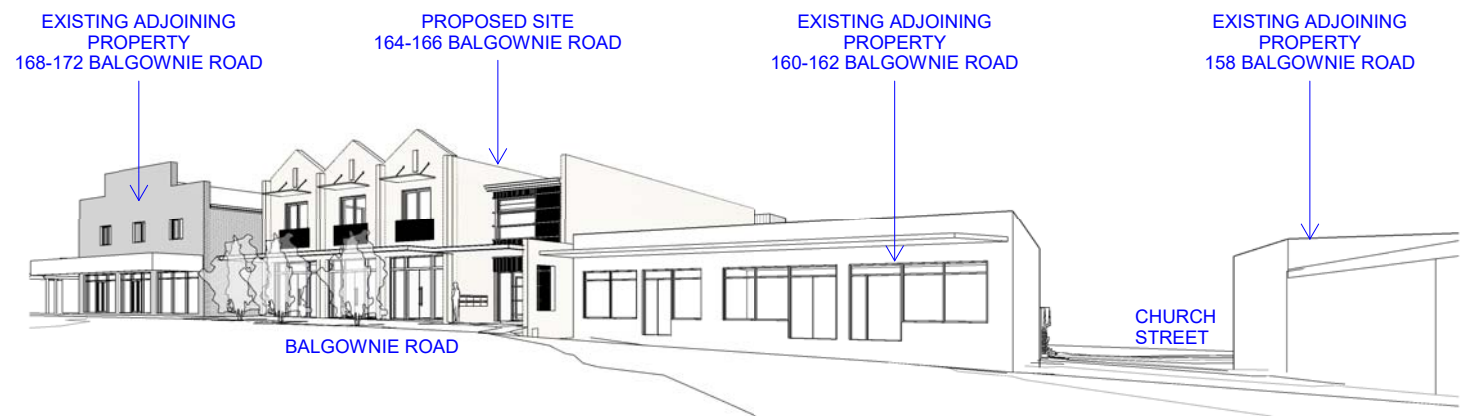 EXISTING ADJOINING
PROPERTY
168-172 BALGOWNIE ROAD
PROPOSED SITE
164-166 BALGOWNIE ROAD
EXISTING ADJOINING
PROPERTY
160-162 BALGOWNIE ROAD
EXISTING ADJOINING
PROPERTY
158 BALGOWNIE ROAD
BALGOWNIE ROAD
CHURCH
STREET